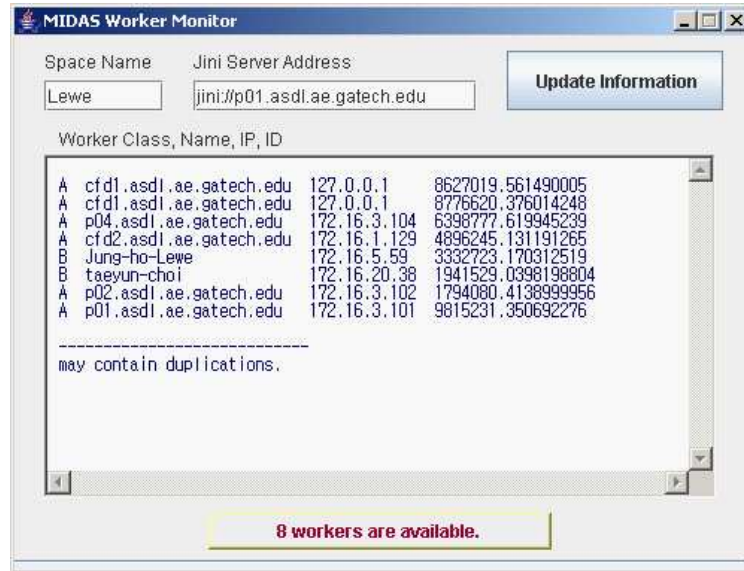 MIDAS Worker Monitor
Space Name Jini Server Address
Lewe jini://p01.asdl.ae.gatech.edu Update Information
Worker Class, Name, IP, ID
A cfd1.asdl.ae.gatech.edu 127.0.0.1 8627019.561490005
A cfd1.asdl.ae.gatech.edu 127.0.0.1 8776620.376014248
A p04.asdl.ae.gatech.edu 172.16.3.104 6398777.619945239
A cfd2.asdl.ae.gatech.edu 172.16.1.129 4896245.131191265
B Jung-ho-Lewe 172.16.5.59 3332723.170312519
B taeyun-choi 172.16.20.38 1941529.0398198804
A p02.asdl.ae.gatech.edu 172.16.3.102 1794080.4138999956
A p01.asdl.ae.gatech.edu 172.16.3.101 9815231.350692276
-----------------------------
may contain duplications.
8 workers are available.